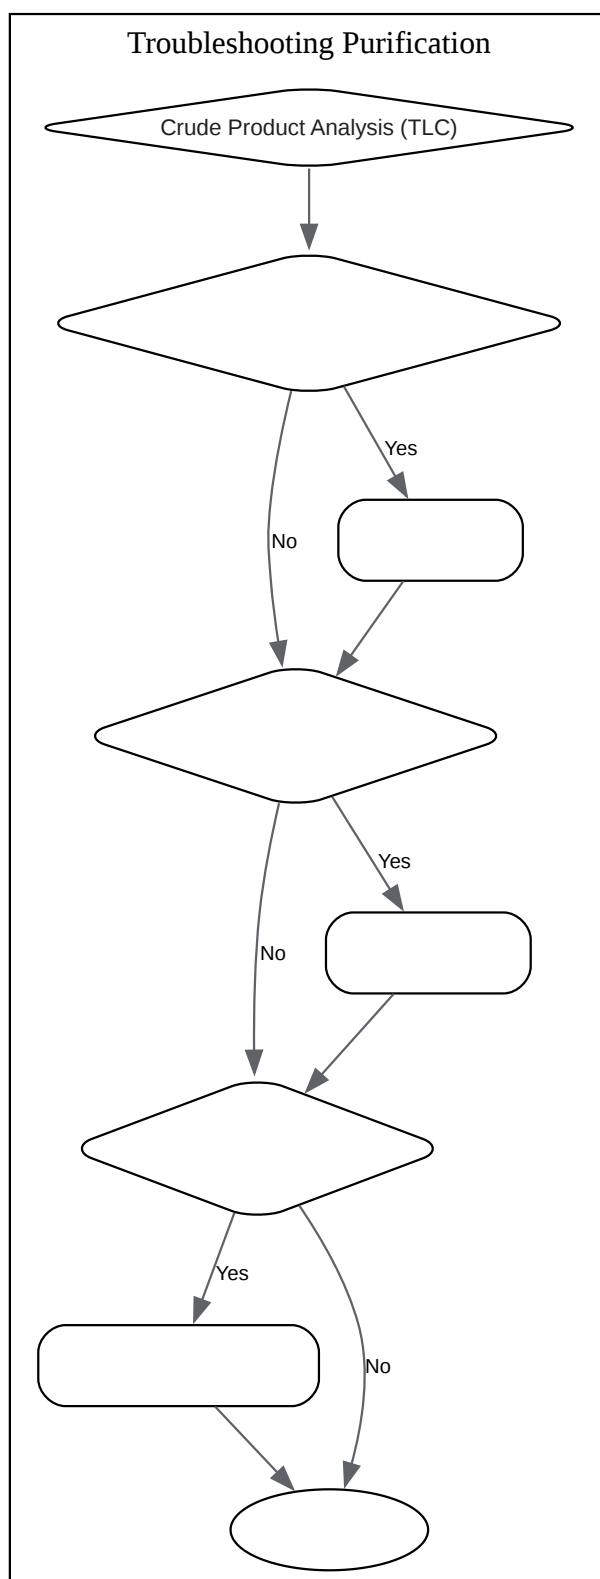 Troubleshooting Purification
Crude Product Analysis (TLC)
Yes
No
Yes
No
Yes
No